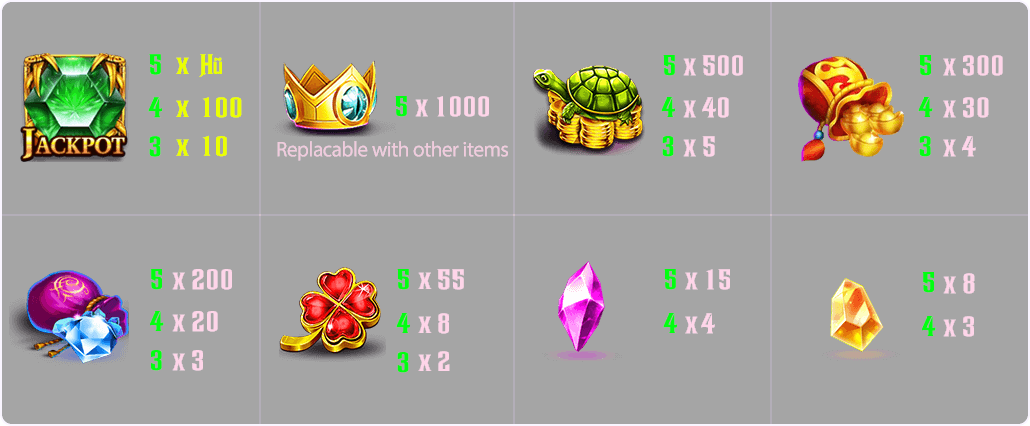 JACKPOT
5 x Hũ
4 x 100
3 x 10
5 x 1000
Replacable with other items
5 x 500
4 x 40
3 x 5
5 x 300
4 x 30
3 x 4
5 x 200
4 x 20
3 x 3
5 x 55
4 x 8
3 x 2
5 x 15
4 x 4
5 x 8
4 x 3